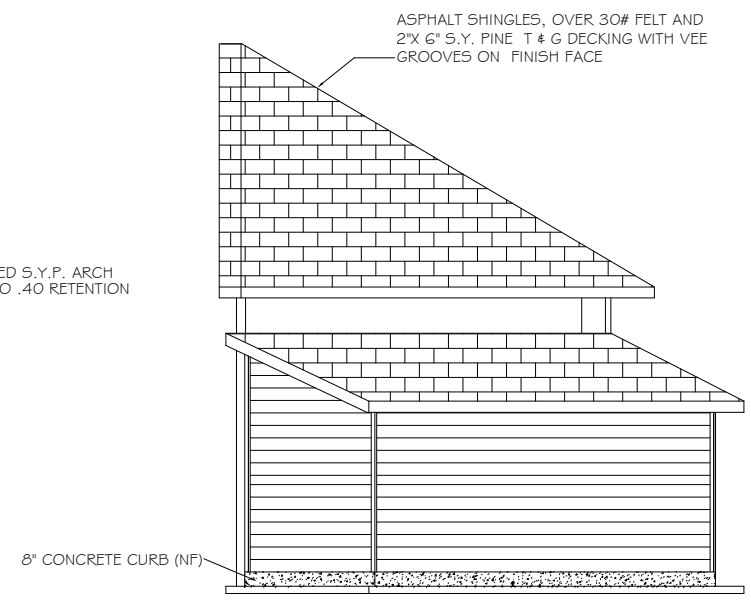 ASPHALT SHINGLES, OVER 30# FELT AND
2"X 6" S.Y. PINE T & G DECKING WITH VEE
GROOVES ON FINISH FACE
ED S.Y.P. ARCH
O .40 RETENTION
8" CONCRETE CURB (NF)